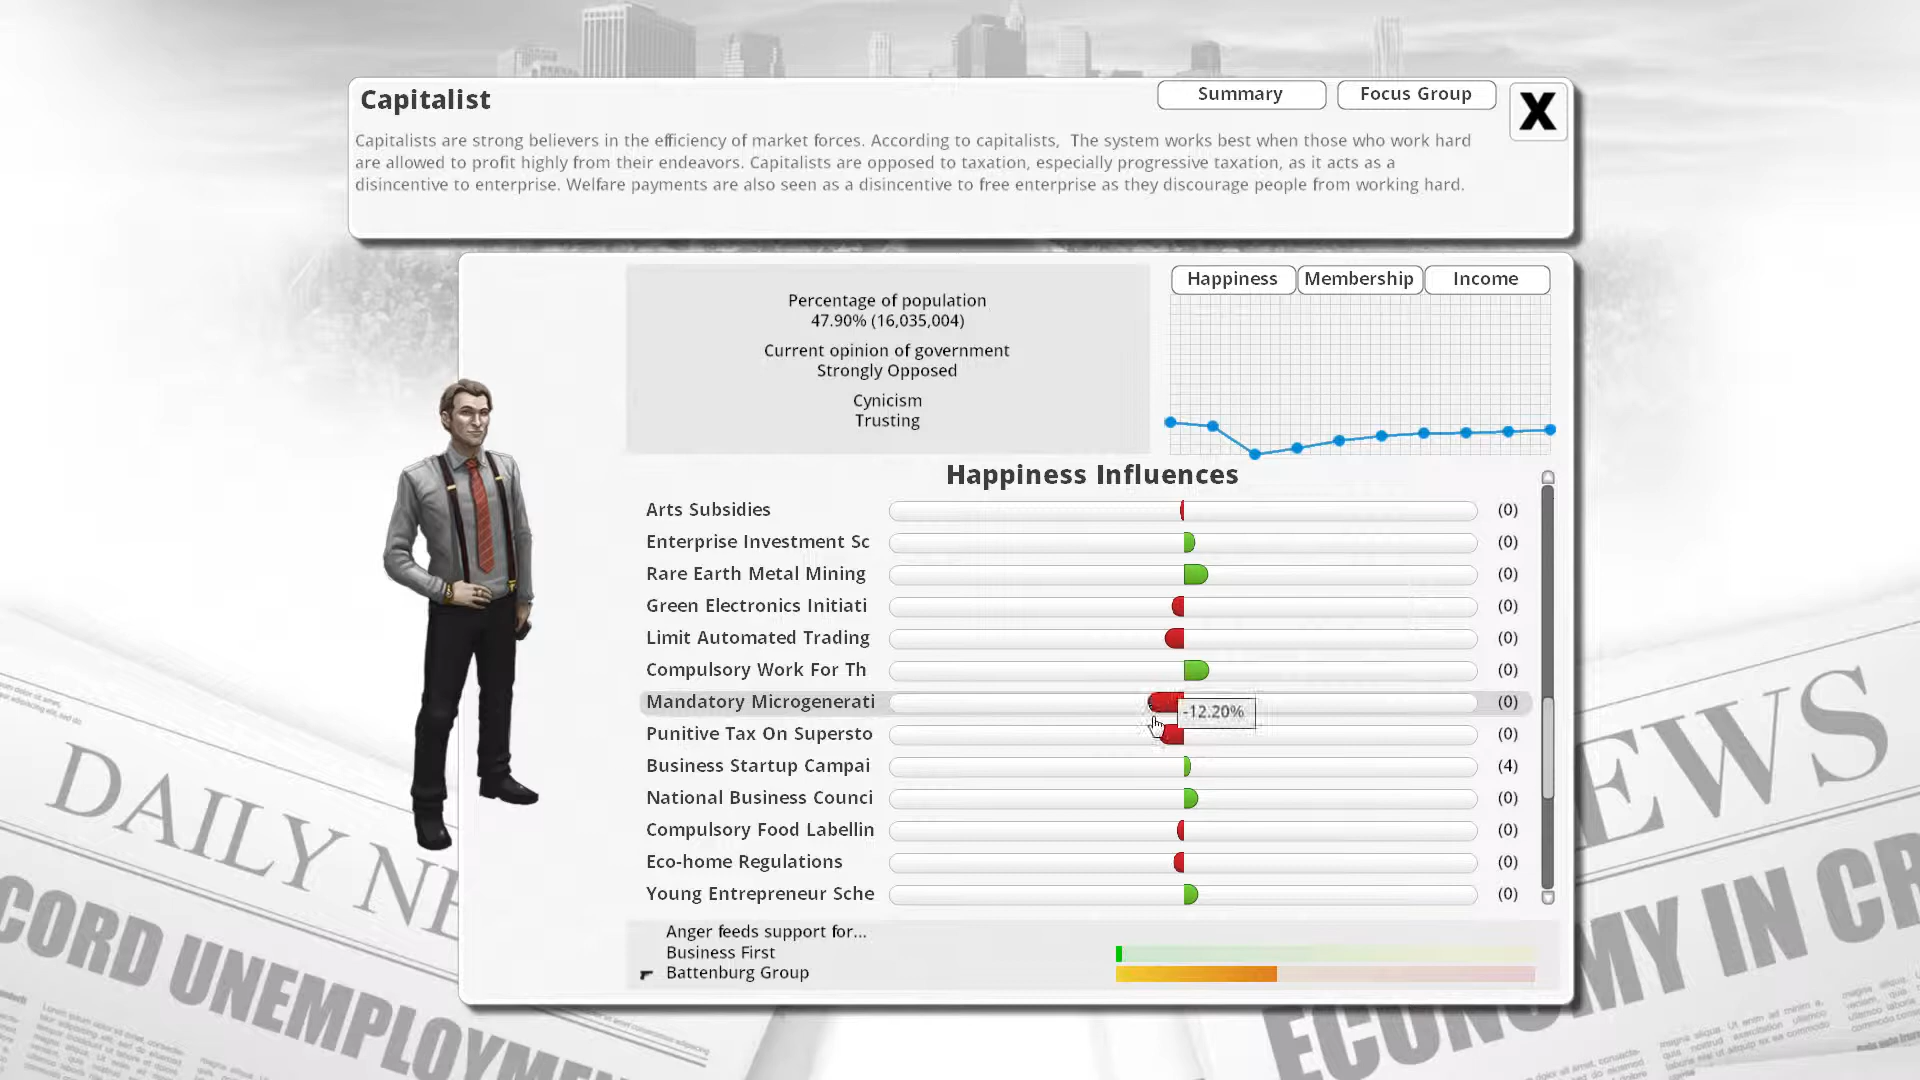 Capitalist
Summary
Focus Group
X
Capitalists are strong believers in the efficiency of market forces. According to capitalists,  The system works best when those who work hard
are allowed to profit highly from their endeavors. Capitalists are opposed to taxation, especially progressive taxation, as it acts as a
disincentive to enterprise. Welfare payments are also seen as a disincentive to free enterprise as they discourage people from working hard.
Percentage of population
47.90% (16,035,004)
Current opinion of government
Strongly Opposed
Cynicism
Trusting
Happiness
Membership
Income
Happiness Influences
Arts Subsidies (0)
Enterprise Investment Sc (0)
Rare Earth Metal Mining (0)
Green Electronics Initiati (0)
Limit Automated Trading (0)
Compulsory Work For Th (0)
Mandatory Microgenerati -12.20% (0)
Punitive Tax On Supersto (0)
Business Startup Campai (4)
National Business Counci (0)
Compulsory Food Labellin (0)
Eco-home Regulations (0)
Young Entrepreneur Sche (0)
Anger feeds support for...
Business First
Battenburg Group
DAILY NE
CORD UNEMPLOYME
EWS
ECONOMY IN CR